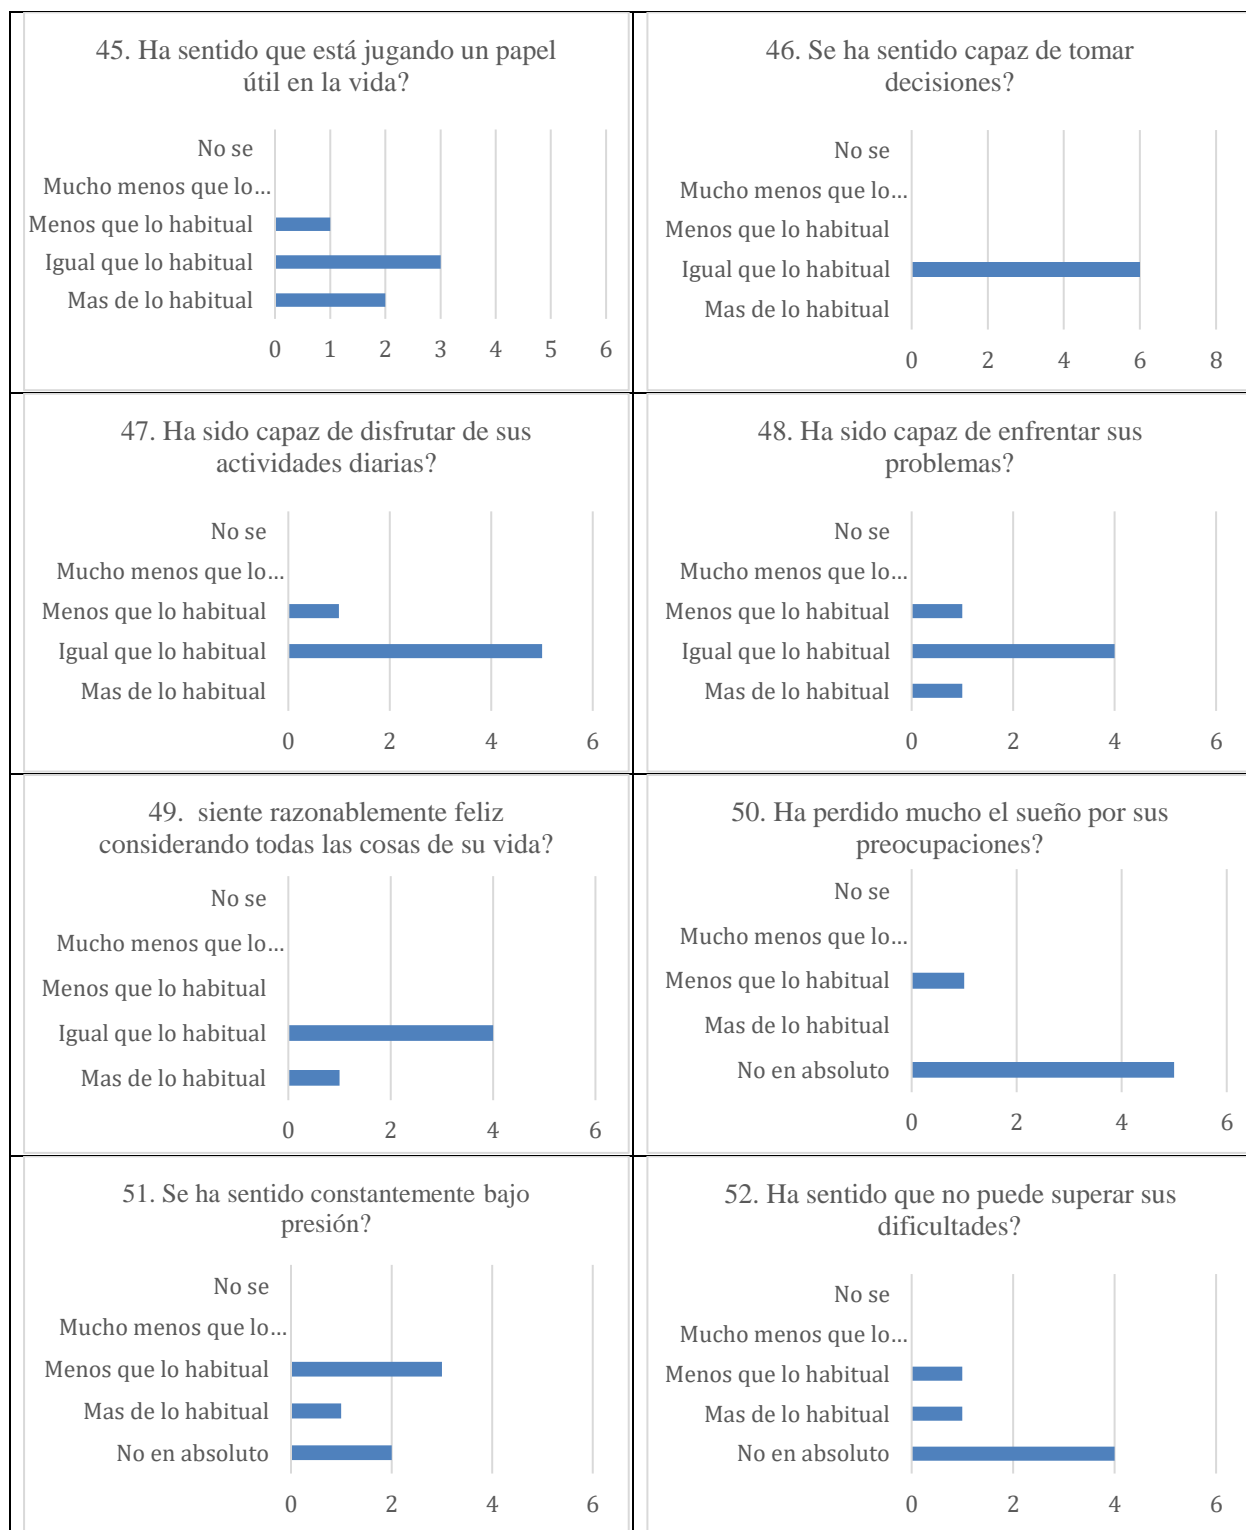 45. Ha sentido que está jugando un papel
útil en la vida?
No se
Mucho menos que lo...
Menos que lo habitual
Igual que lo habitual
Mas de lo habitual
0 1 2 3 4 5 6
46. Se ha sentido capaz de tomar
decisiones?
No se
Mucho menos que lo...
Menos que lo habitual
Igual que lo habitual
Mas de lo habitual
0 2 4 6 8
47. Ha sido capaz de disfrutar de sus
actividades diarias?
No se
Mucho menos que lo...
Menos que lo habitual
Igual que lo habitual
Mas de lo habitual
0 2 4 6
48. Ha sido capaz de enfrentar sus
problemas?
No se
Mucho menos que lo...
Menos que lo habitual
Igual que lo habitual
Mas de lo habitual
0 2 4 6
49. siente razonablemente feliz
considerando todas las cosas de su vida?
No se
Mucho menos que lo...
Menos que lo habitual
Igual que lo habitual
Mas de lo habitual
0 2 4 6
50. Ha perdido mucho el sueño por sus
preocupaciones?
No se
Mucho menos que lo...
Menos que lo habitual
Mas de lo habitual
No en absoluto
0 2 4 6
51. Se ha sentido constantemente bajo
presión?
No se
Mucho menos que lo...
Menos que lo habitual
Mas de lo habitual
No en absoluto
0 2 4 6
52. Ha sentido que no puede superar sus
dificultades?
No se
Mucho menos que lo...
Menos que lo habitual
Mas de lo habitual
No en absoluto
0 2 4 6